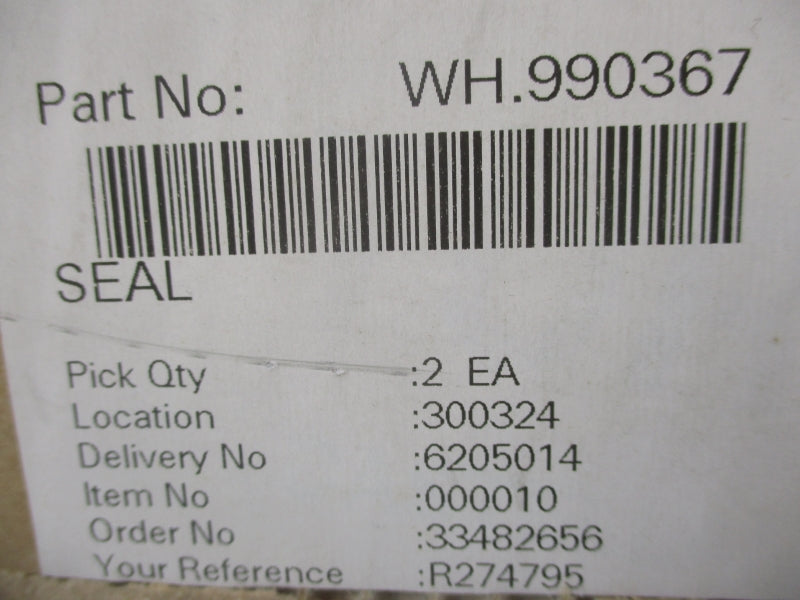 Part No: WH.990367
SEAL
Pick Qty :2 EA
Location :300324
Delivery No :6205014
Item No :000010
Order No :33482656
Your Reference :R274795